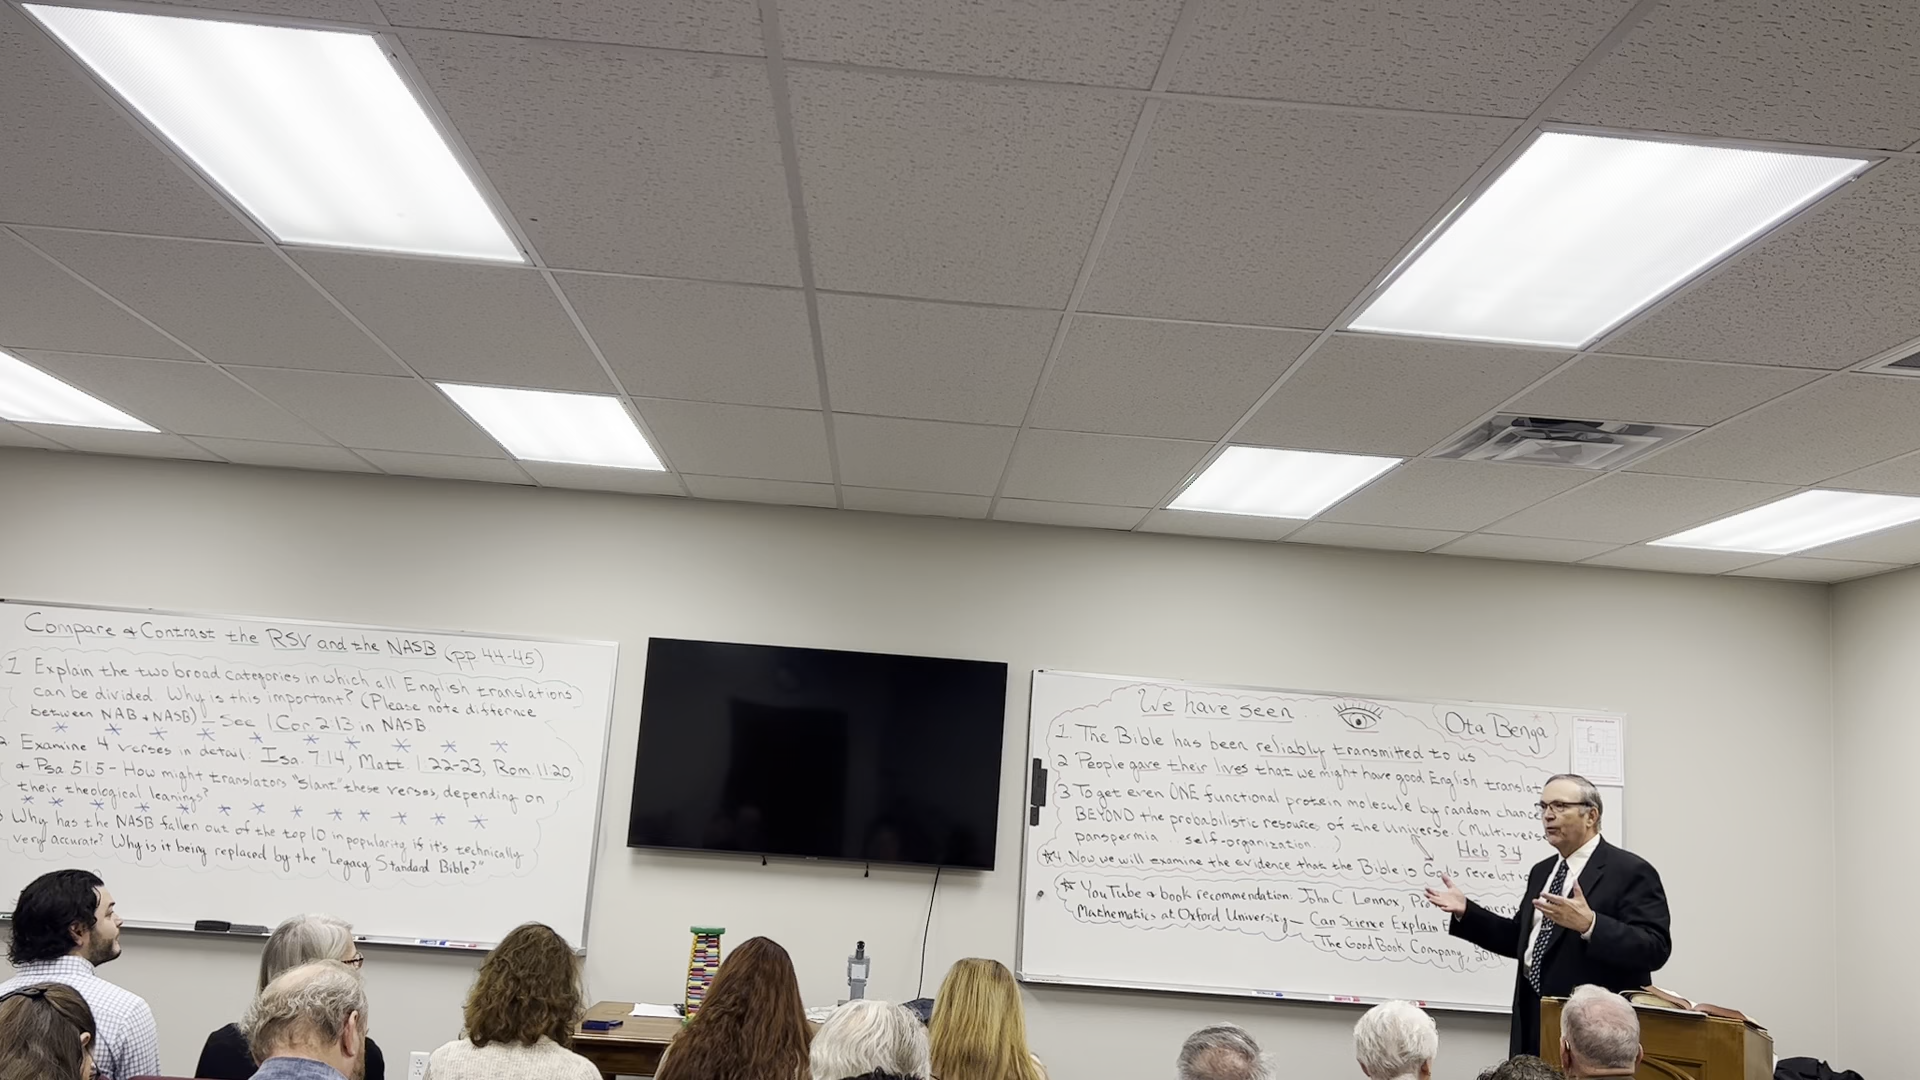 Compare & Contrast the RSV and the NASB (pp 44-45)
1 Explain the two broad categories in which all English translations
can be divided. Why is this important? (Please note differnce
between NAB & NASB) - See 1 Cor 2:13 in NASB
2. Examine 4 verses in detail: Isa. 7:14, Matt 1:22-23, Rom. 11:20,
& Psa 51:5 - How might translators "slant" these verses, depending on
their theological leanings?
Why has the NASB fallen out of the top 10 in popularity if it's technically
very accurate? Why is it being replaced by the "Legacy Standard Bible?"
We have seen...
Ota Benga
1. The Bible has been reliably transmitted to us
2 People gave their lives that we might have good English translat
3 To get even ONE functional protein molecule by random chance
BEYOND the probabilistic resources of the universe. (Multi-verse
panspermia.. self-organization..)
Heb 3:4
4. Now we will examine the evidence that the Bible is God's revelatio
YouTube & book recommendation: John C. Lennox, Pro
Mathematics at Oxford University - Can Science Explain E
The Good Book Company,